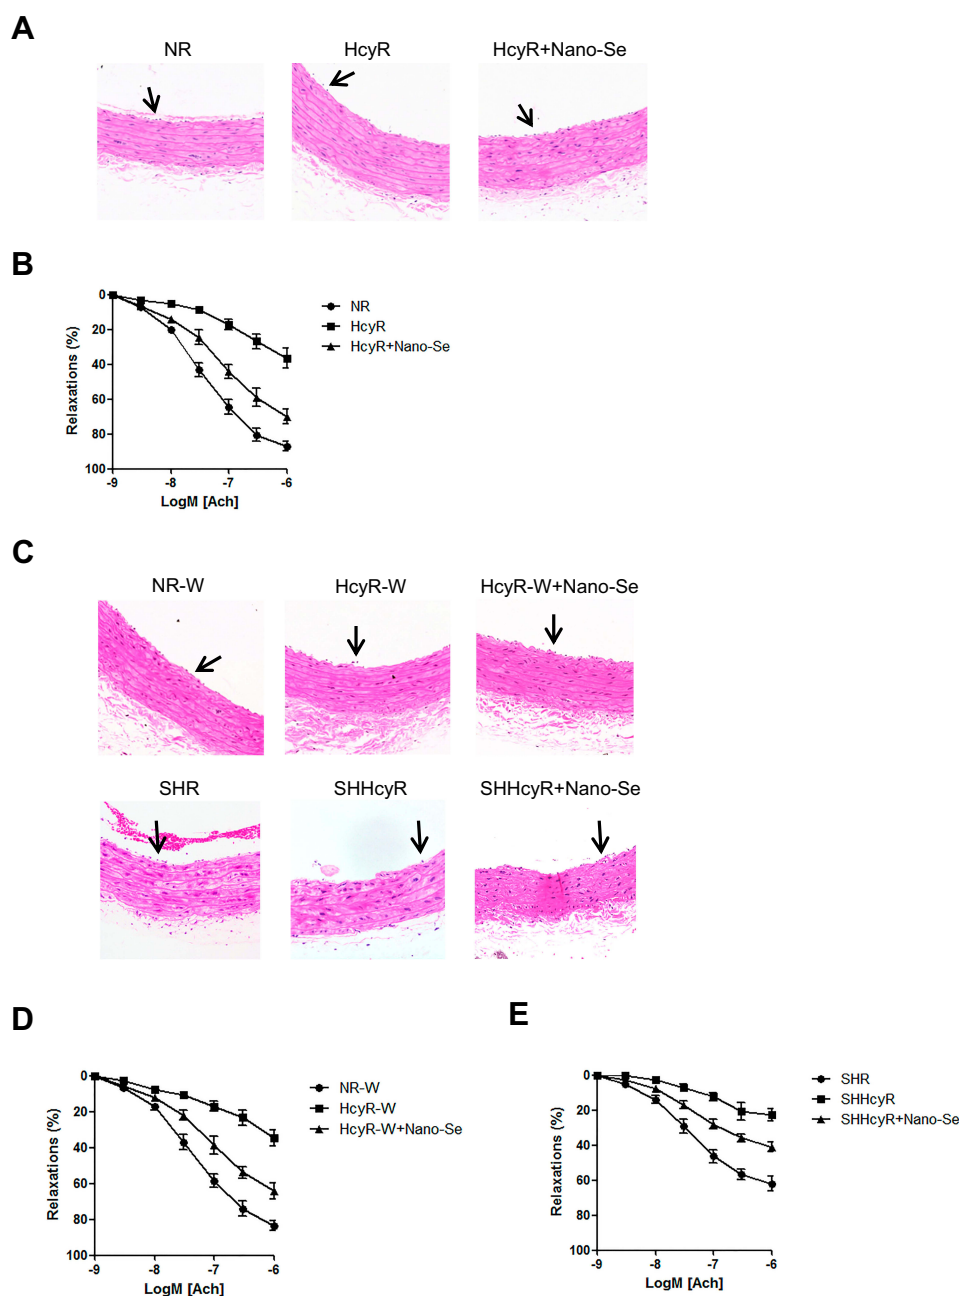 A
NR HcyR HcyR+Nano-Se
B
0
20
40
60
80
100
Relaxations (%)
-9 -8 -7 -6
LogM [Ach]
NR
HcyR
HcyR+Nano-Se
C
NR-W HcyR-W HcyR-W+Nano-Se
SHR SHHcyR SHHcyR+Nano-Se
D
0
20
40
60
80
100
Relaxations (%)
-9 -8 -7 -6
LogM [Ach]
NR-W
HcyR-W
HcyR-W+Nano-Se
E
0
20
40
60
80
100
Relaxations (%)
-9 -8 -7 -6
LogM [Ach]
SHR
SHHcyR
SHHcyR+Nano-Se